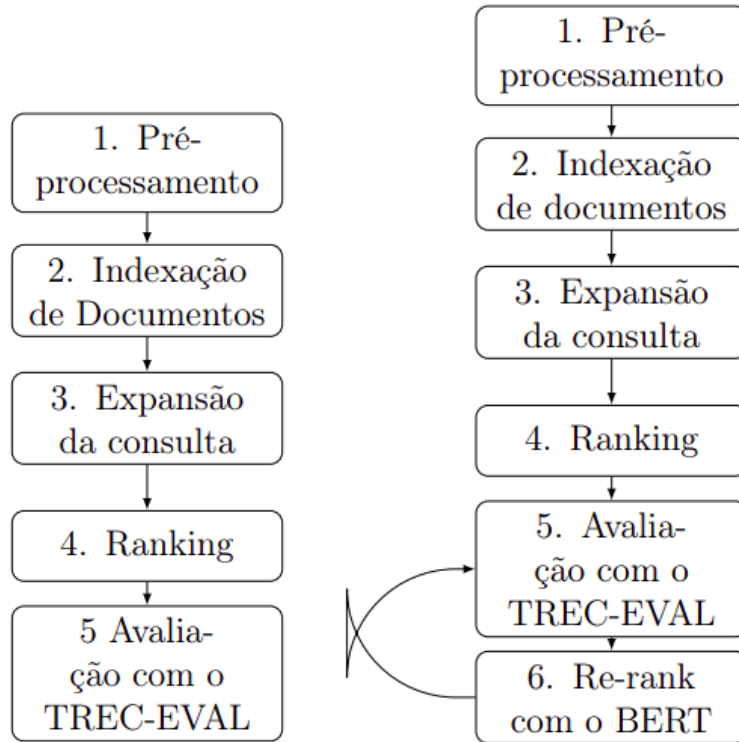 1. Pré-
processamento
2. Indexação
de Documentos
3. Expansão
da consulta
4. Ranking
5 Avalia-
ção com o
TREC-EVAL
1. Pré-
processamento
2. Indexação
de documentos
3. Expansão
da consulta
4. Ranking
5. Avalia-
ção com o
TREC-EVAL
6. Re-rank
com o BERT